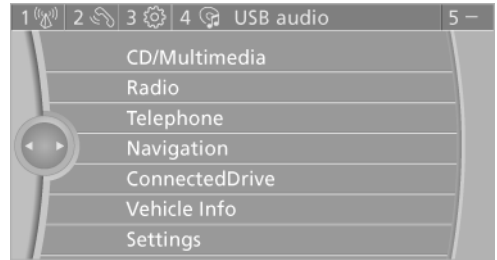 1 2 3 4 USB audio 5
CD/Multimedia
Radio
Telephone
Navigation
ConnectedDrive
Vehicle Info
Settings